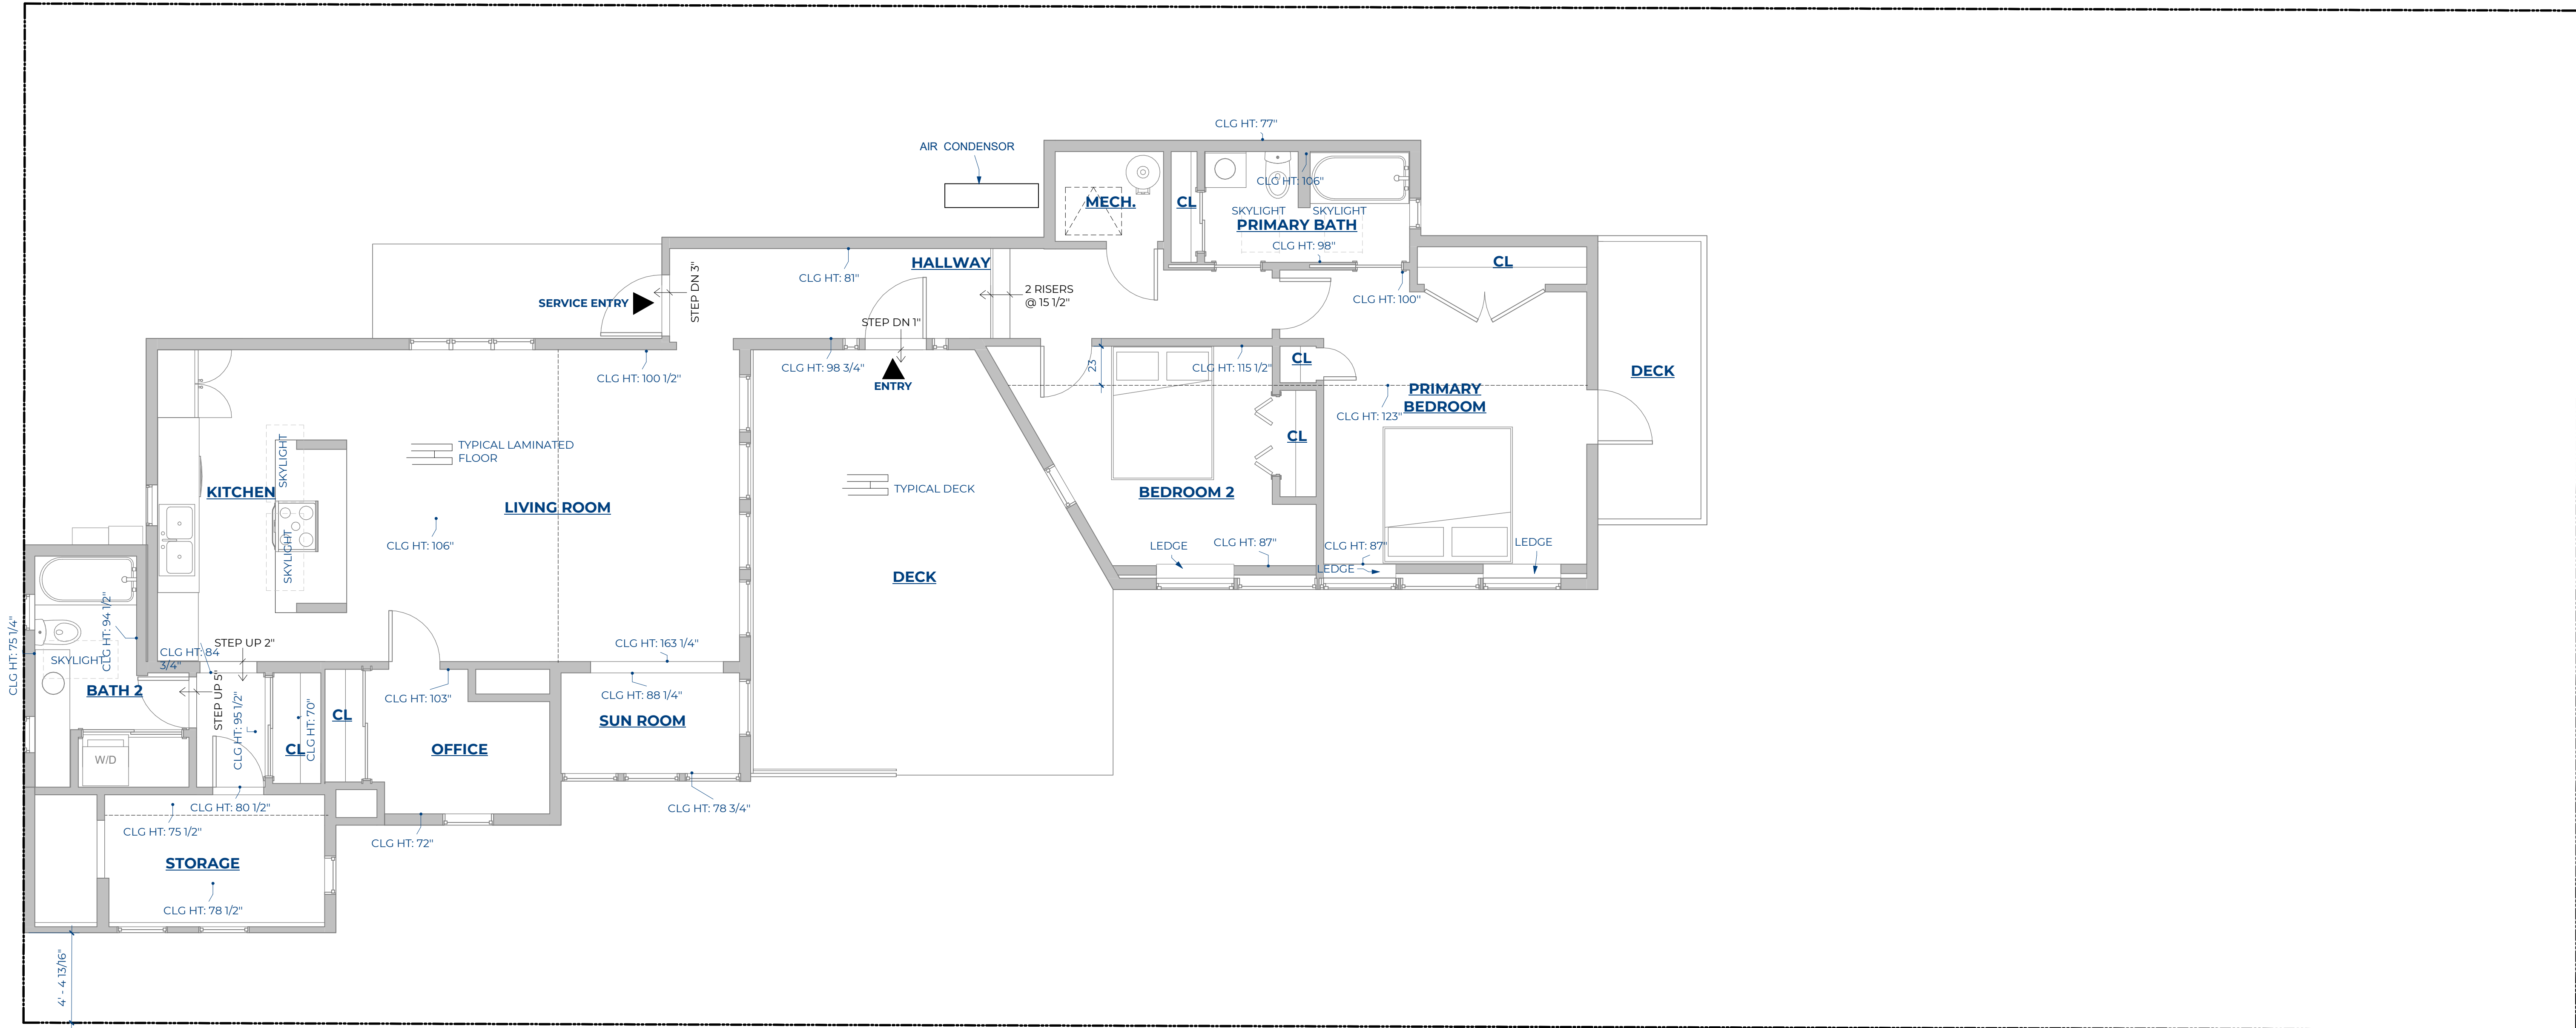 CLG HT: 77"
AIR CONDENSOR
CLG HT: 106"
MECH.
CL
SKYLIGHT
SKYLIGHT
PRIMARY BATH
CLG HT: 98"
HALLWAY
CLG HT: 81"
STEP DN 3"
SERVICE ENTRY
2 RISERS
@ 15 1/2"
CLG HT: 100"
CL
STEP DN 1"
CLG HT: 100 1/2"
CLG HT: 98 3/4"
ENTRY
23
CLG HT: 115 1/2"
CL
DECK
PRIMARY
BEDROOM
CLG HT: 123"
CL
TYPICAL LAMINATED
FLOOR
SKYLIGHT
KITCHEN
LIVING ROOM
TYPICAL DECK
BEDROOM 2
CLG HT: 106"
SKYLIGHT
LEDGE
CLG HT: 87"
CLG HT: 87"
LEDGE
LEDGE
DECK
CLG HT: 75 1/4"
CLG HT: 94 1/2"
STEP UP 2"
CLG HT: 84
3/4"
SKYLIGHT
CLG HT: 163 1/4"
BATH 2
STEP UP 5"
CLG HT: 95 1/2"
CLG HT: 70"
CLG HT: 103"
CLG HT: 88 1/4"
CL
SUN ROOM
CL
OFFICE
W/D
CLG HT: 80 1/2"
CLG HT: 78 3/4"
CLG HT: 75 1/2"
CLG HT: 72"
STORAGE
CLG HT: 78 1/2"
4' - 4 13/16"